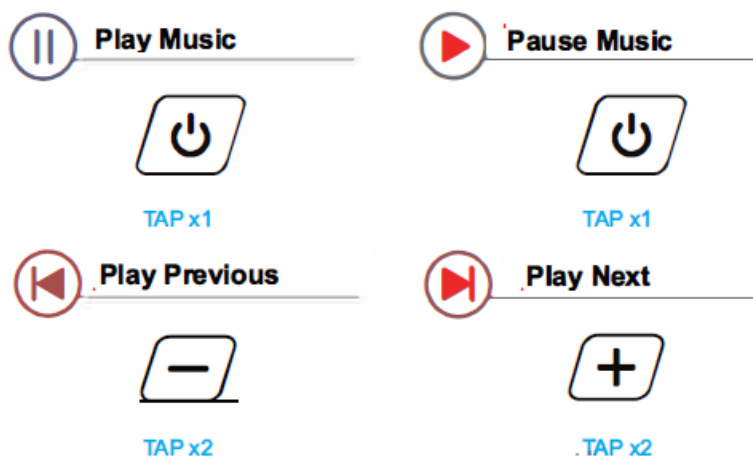 Play Music
Pause Music
TAP x1
TAP x1
Play Previous
Play Next
TAP x2
TAP x2